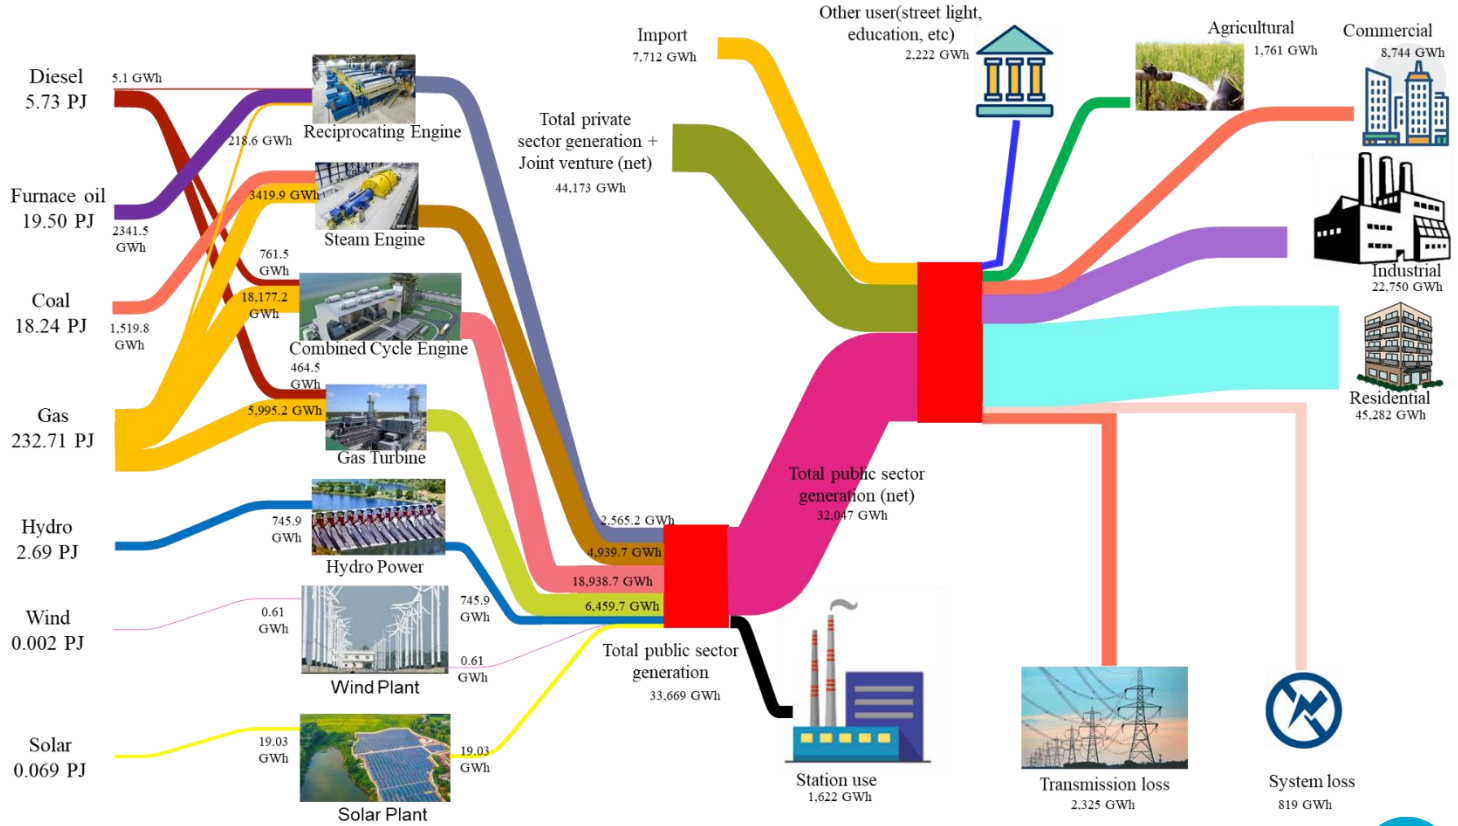 Diesel
5.73 PJ
5.1 GWh
Reciprocating Engine
218.6 GWh
Furnace oil
19.50 PJ
2341.5
GWh
3419.9 GWh
Steam Engine
Coal
18.24 PJ
1,519.8
GWh
761.5
GWh
18,177.2
GWh
Combined Cycle Engine
464.5
GWh
Gas
232.71 PJ
5,995.2 GWh
Gas Turbine
Hydro
2.69 PJ
745.9
GWh
Hydro Power
745.9
GWh
Wind
0.002 PJ
0.61
GWh
Wind Plant
0.61
GWh
Solar
0.069 PJ
19.03
GWh
Solar Plant
19.03
GWh
2,565.2 GWh
4,939.7 GWh
18,938.7 GWh
6,459.7 GWh
Total public sector
generation
33,669 GWh
Import
7,712 GWh
Total private
sector generation +
Joint venture (net)
44,173 GWh
Total public sector
generation (net)
32,047 GWh
Station use
1,622 GWh
Other user(street light,
education, etc)
2,222 GWh
Agricultural
1,761 GWh
Commercial
8,744 GWh
Industrial
22,750 GWh
Residential
45,282 GWh
Transmission loss
2,325 GWh
System loss
819 GWh